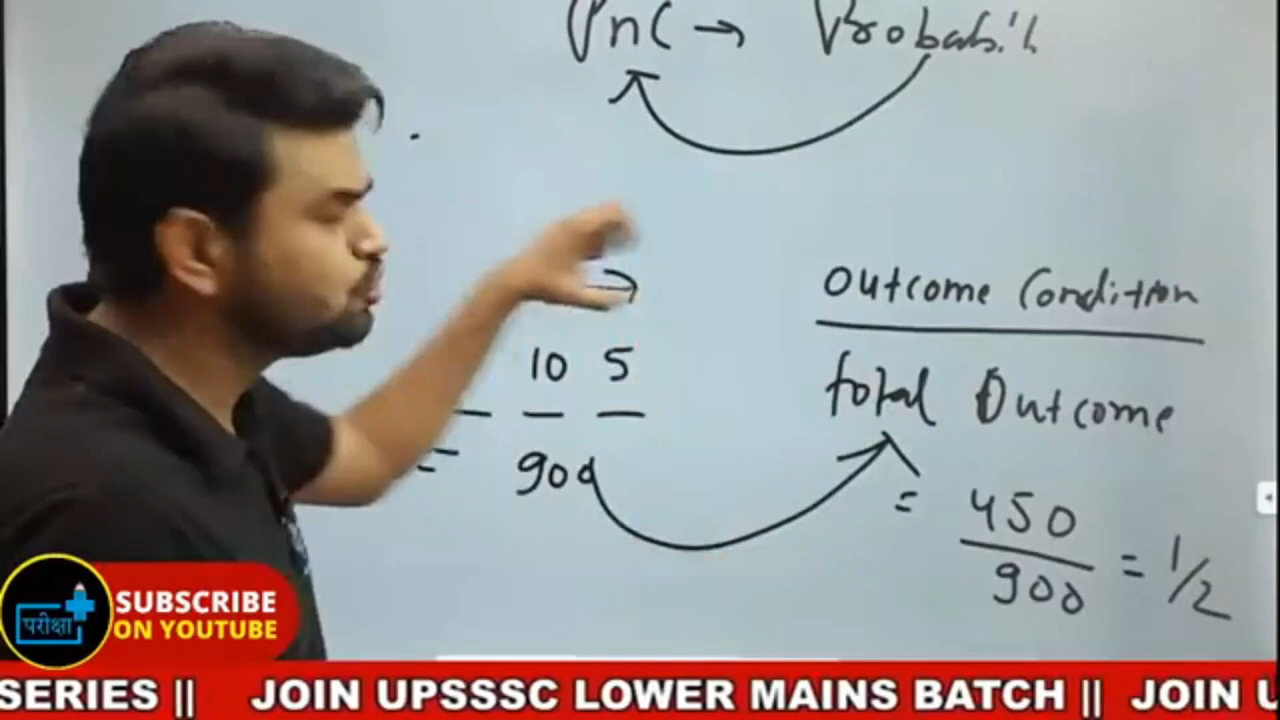 PnC → Probabi
Outcome Condition
total Outcome
10 5
= 900
= 450/900 = 1/2
परीक्षा
SUBSCRIBE
ON YOUTUBE
SERIES || JOIN UPSSSC LOWER MAINS BATCH || JOIN U